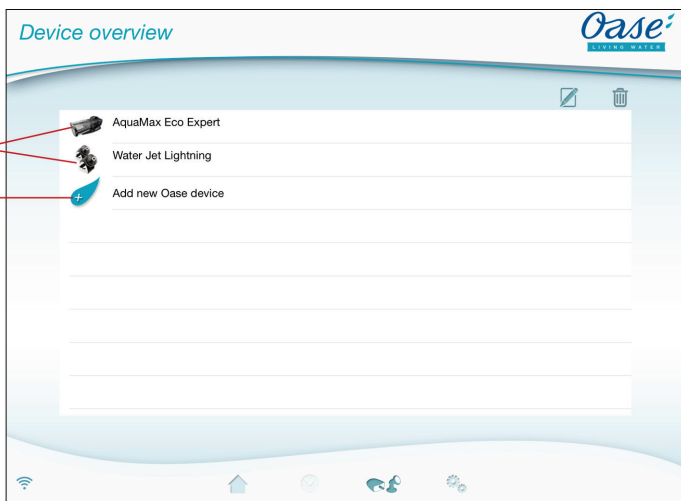 Device overview
Oase
LIVING WATER
AquaMax Eco Expert
Water Jet Lightning
Add new Oase device